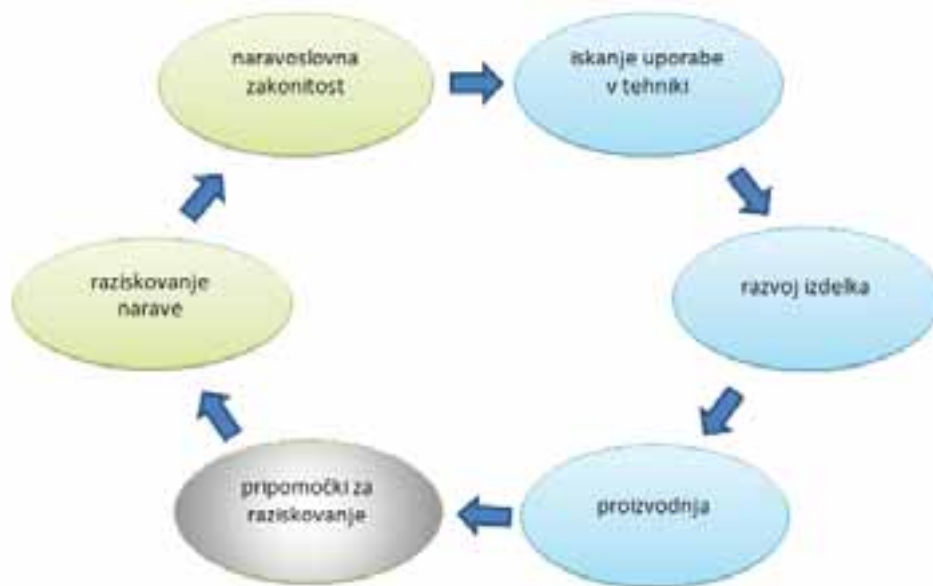 naravoslovna
zakonitost
iskanje uporabe
v tehniki
razvoj izdelka
proizvodnja
pripomočki za
raziskovanje
raziskovanje
narave